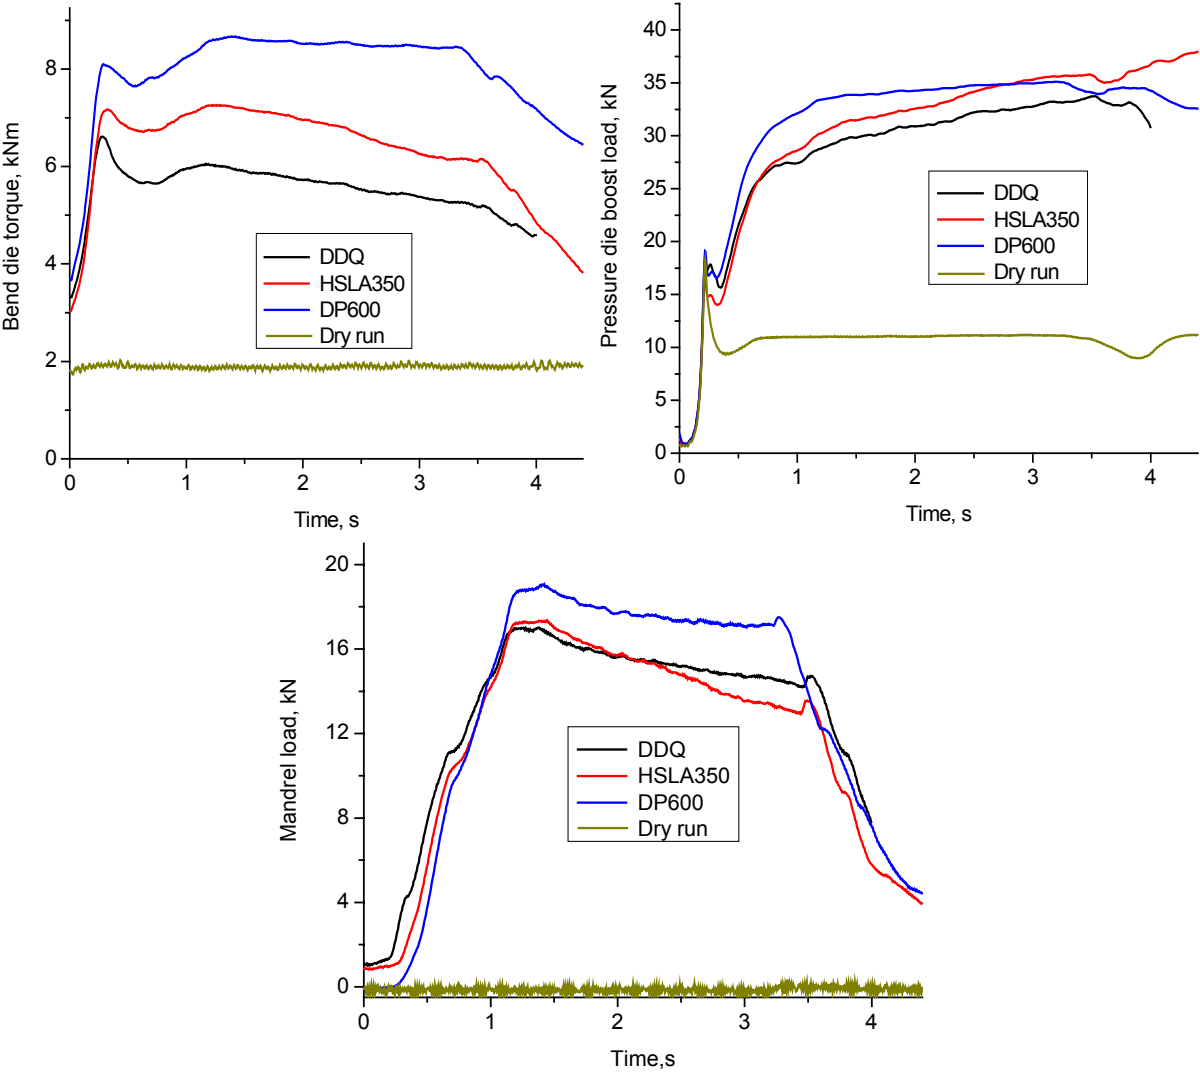 Bend die torque, kNm
8
6
4
2
0
0 1 2 3 4
Time, s
DDQ
HSLA350
DP600
Dry run
Pressure die boost load, kN
40
35
30
25
20
15
10
5
0
0 1 2 3 4
Time, s
DDQ
HSLA350
DP600
Dry run
Mandrel load, kN
20
16
12
8
4
0
0 1 2 3 4
Time,s
DDQ
HSLA350
DP600
Dry run